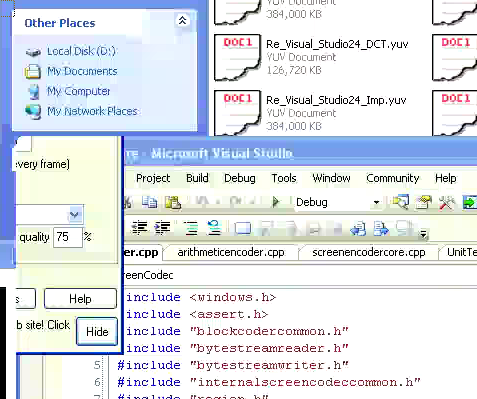 384,000 KB
Other Places
Local Disk (D:)
My Documents
My Computer
My Network Places
DOC1
Re_Visual_Studio24_DCT.yuv
YUV Document
126,720 KB
DOC1
DOC1
Re_Visual_Studio24_Imp.yuv
YUV Document
384,000 KB
DOC1
every frame)
quality 75 %
Help
b site! Click
Hide
re - Microsoft Visual Studio
Project Build Debug Tools Window Community Help
Debug
er.cpp arithmeticencoder.cpp screenencodercore.cpp UnitTe
reenCodec
#include <windows.h>
include <assert.h>
include "blockcodercommon.h"
include "bytestreamreader.h"
5 #include "bytestreamwriter.h"
6 #include "internalscreencodeccommon.h"
7 #include "region.h"